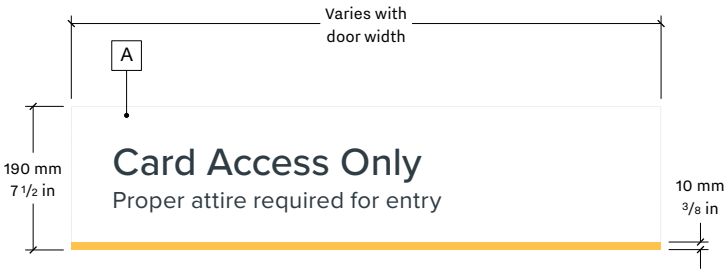 Varies with
door width
A
Card Access Only
Proper attire required for entry
190 mm
7 1/2 in
10 mm
3/8 in